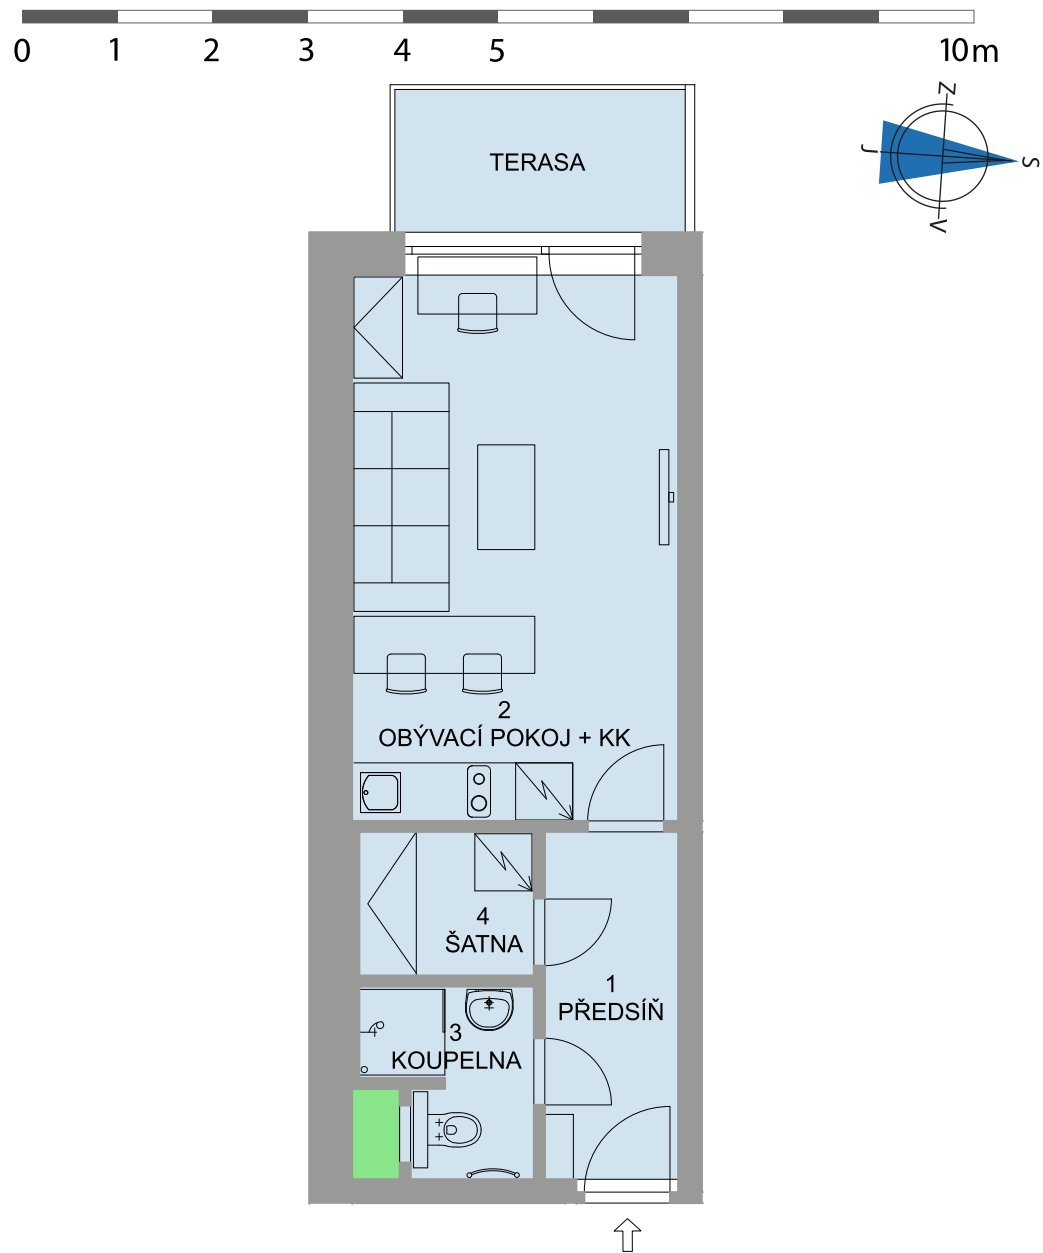 0 1 2 3 4 5 10m
Z
J
S
V
TERASA
2
OBÝVACÍ POKOJ + KK
4
ŠATNA
1
PŘEDSÍŇ
3
KOUPELNA